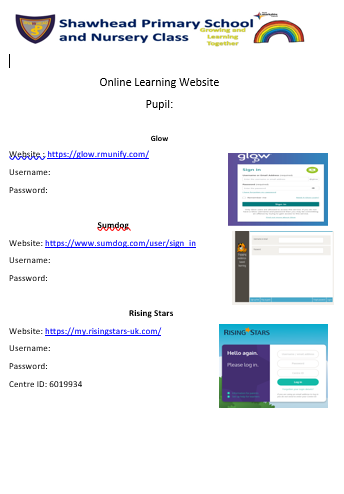 Shawhead Primary School
and Nursery Class
Growing and
Learning
Together
Online Learning Website
Pupil:
Glow
Website : https://glow.rmunify.com/
Username:
Password:
glow
Sign in
Sign in
Sumdog
Website: https://www.sumdog.com/user/sign_in
Username:
Password:
Rising Stars
Website: https://my.risingstars-uk.com/
Username:
Password:
Centre ID: 6019934
RISING STARS
Hello again.
Please log in.
Log in